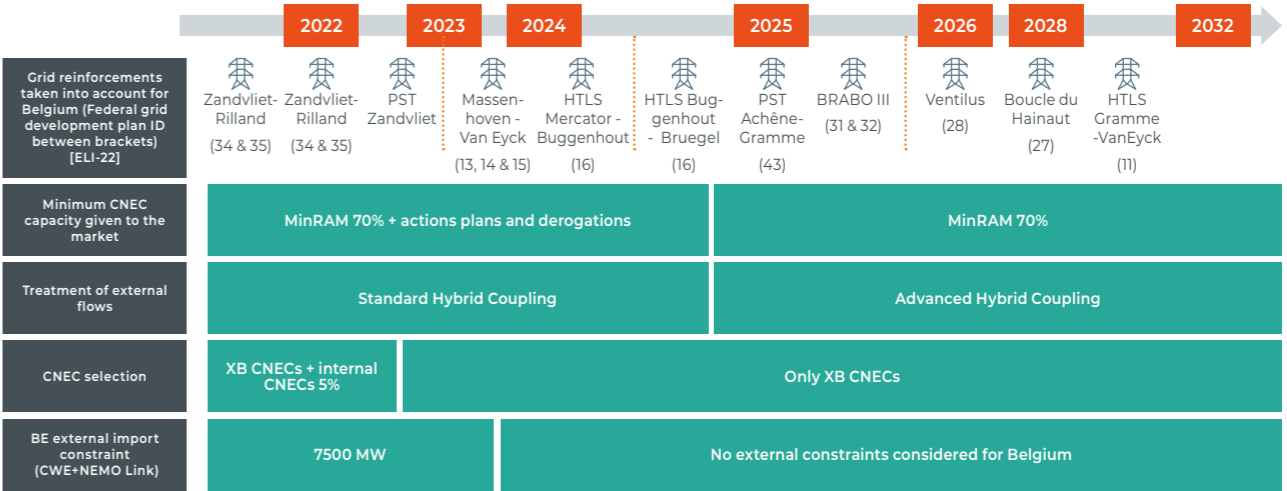 2022
2023
2024
2025
2026
2028
2032
Grid reinforcements
taken into account for
Belgium (Federal grid
development plan ID
between brackets)
[ELI-22]
Zandvliet-
Rilland
(34 & 35)
Zandvliet-
Rilland
(34 & 35)
PST
Zandvliet
Massen-
hoven -
Van Eyck
(13, 14 & 15)
HTLS
Mercator -
Buggenhout
(16)
HTLS Bug-
genhout
- Bruegel
(16)
PST
Achêne-
Gramme
(43)
BRABO III
(31 & 32)
Ventilus
(28)
Boucle du
Hainaut
(27)
HTLS
Gramme
-VanEyck
(11)
Minimum CNEC
capacity given to the
market
MinRAM 70% + actions plans and derogations
MinRAM 70%
Treatment of external
flows
Standard Hybrid Coupling
Advanced Hybrid Coupling
CNEC selection
XB CNECs + internal
CNECs 5%
Only XB CNECs
BE external import
constraint
(CWE+NEMO Link)
7500 MW
No external constraints considered for Belgium